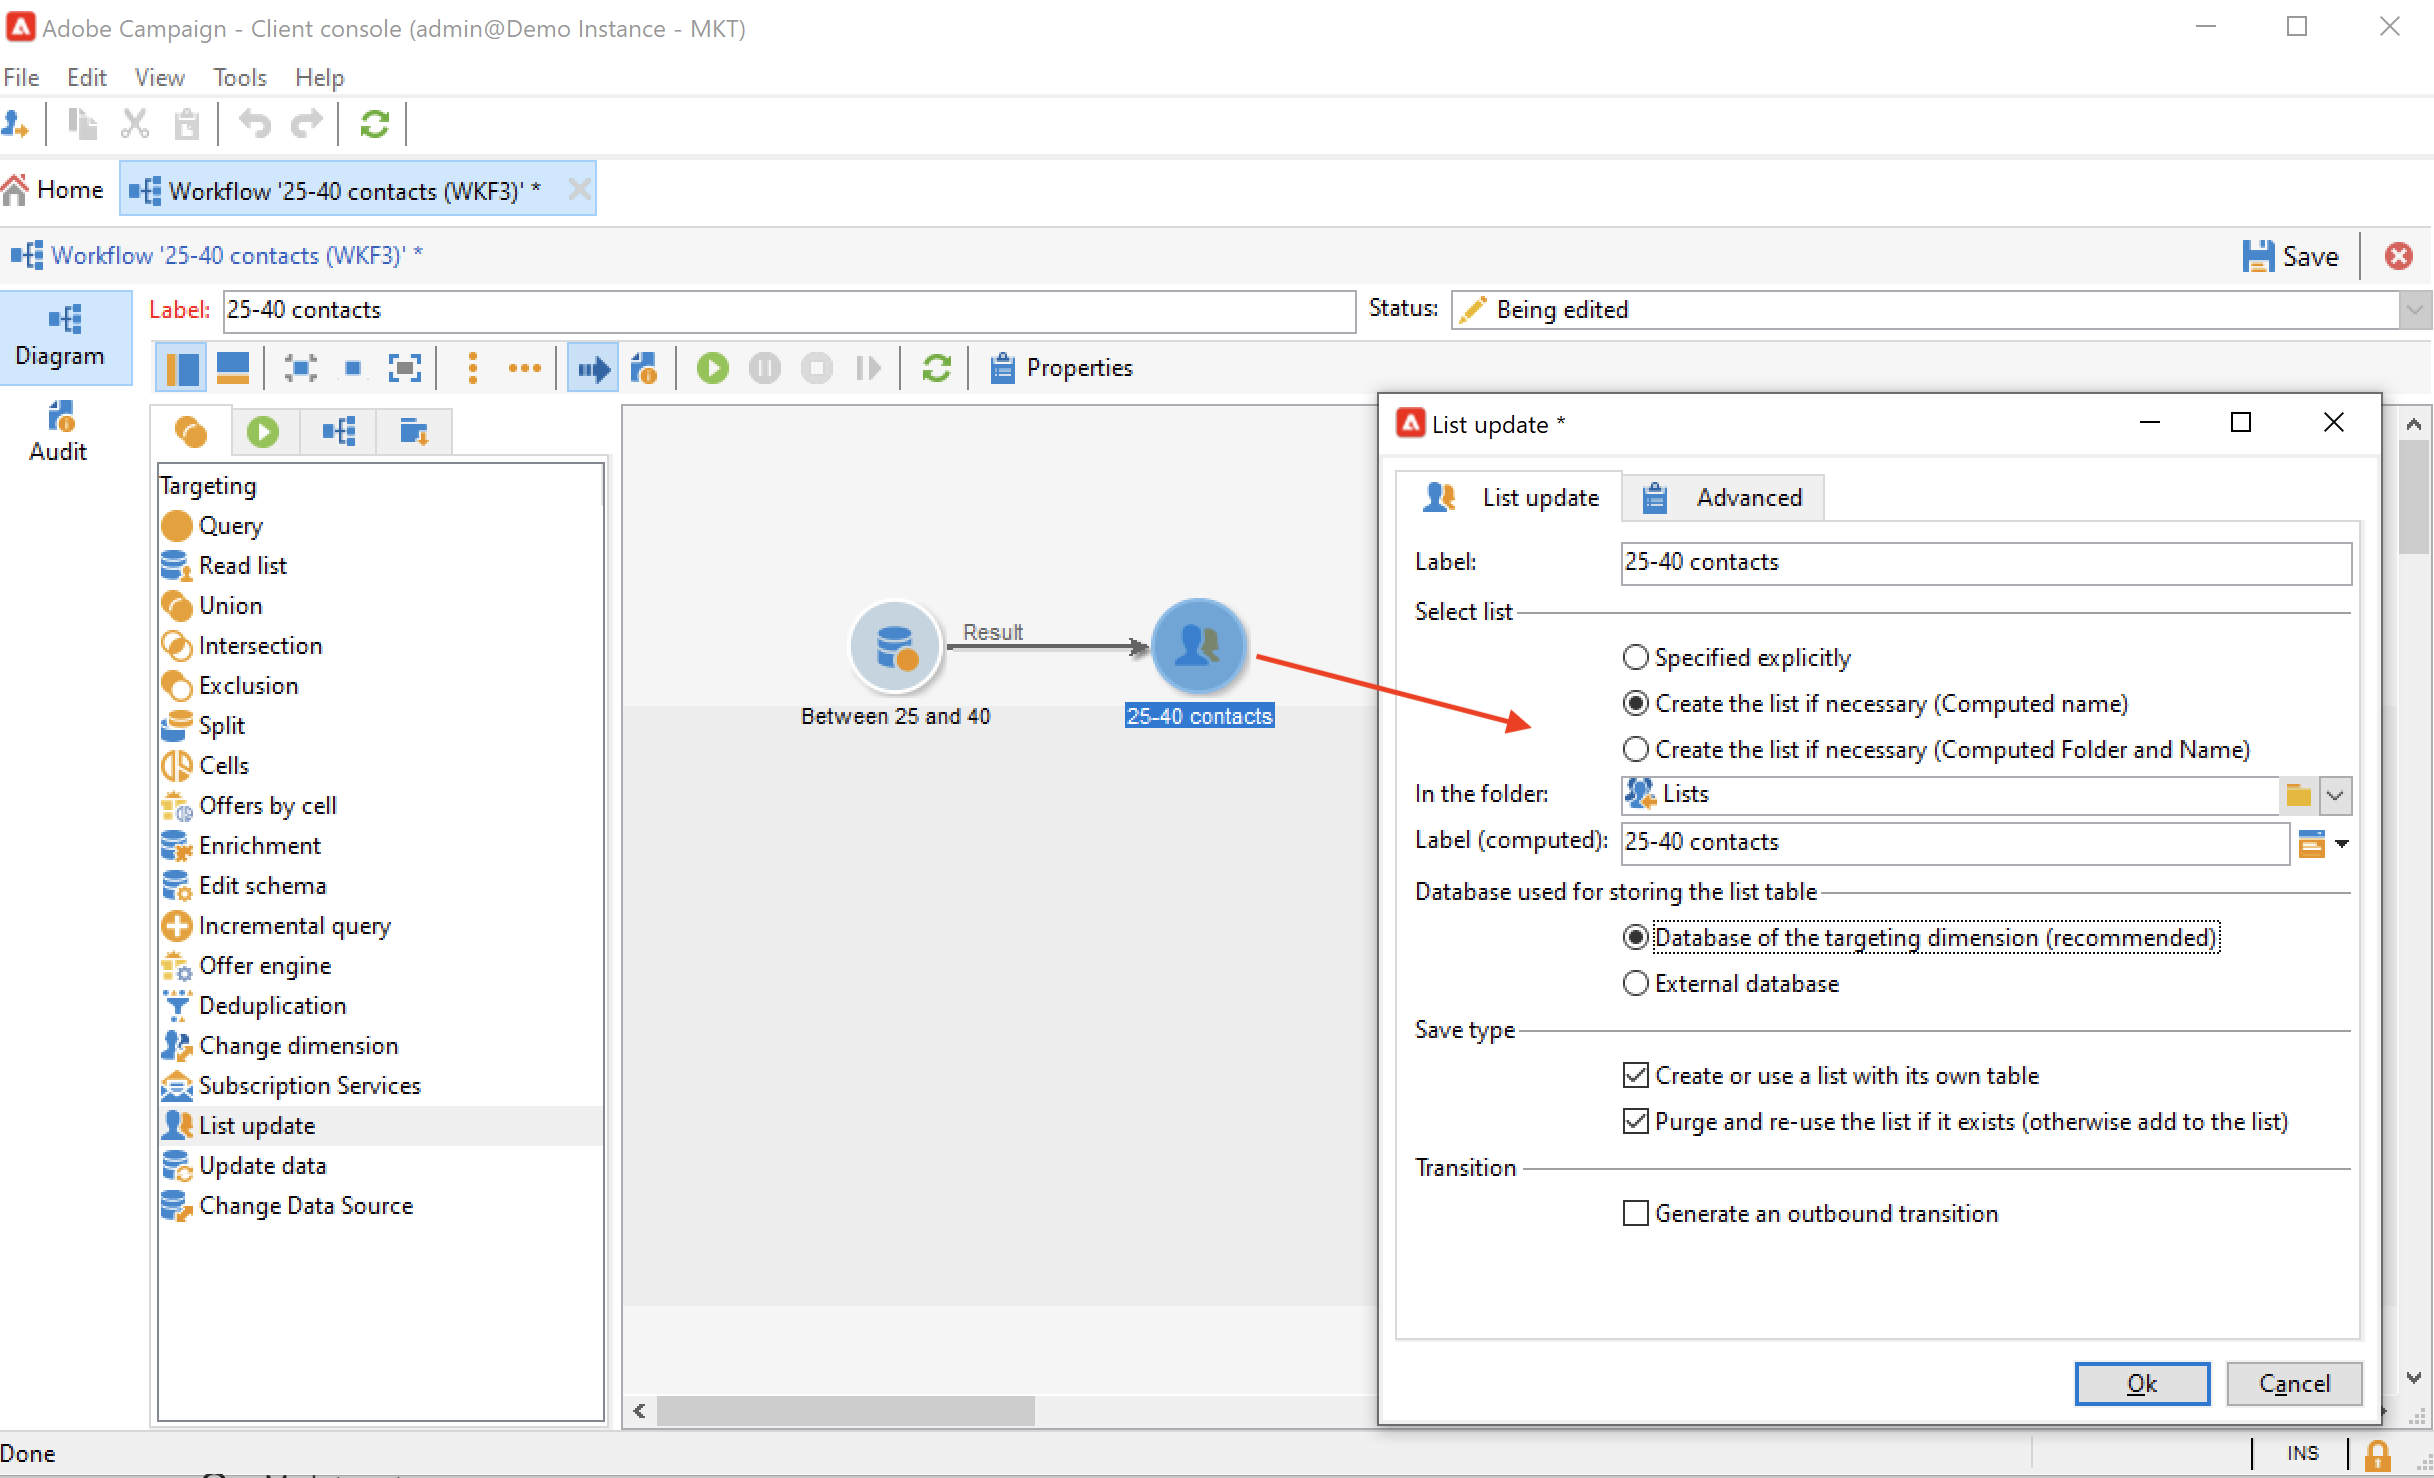 Adobe Campaign - Client console (admin@Demo Instance - MKT)
File Edit View Tools Help
Home Workflow '25-40 contacts (WKF3)' *
Workflow '25-40 contacts (WKF3)' * Save
Label: 25-40 contacts Status: Being edited
Diagram
Audit
Properties
Targeting
Query
Read list
Union
Intersection
Exclusion
Split
Cells
Offers by cell
Enrichment
Edit schema
Incremental query
Offer engine
Deduplication
Change dimension
Subscription Services
List update
Update data
Change Data Source
Result
Between 25 and 40
25-40 contacts
List update *
List update Advanced
Label: 25-40 contacts
Select list
Specified explicitly
Create the list if necessary (Computed name)
Create the list if necessary (Computed Folder and Name)
In the folder: Lists
Label (computed): 25-40 contacts
Database used for storing the list table
Database of the targeting dimension (recommended)
External database
Save type
Create or use a list with its own table
Purge and re-use the list if it exists (otherwise add to the list)
Transition
Generate an outbound transition
Ok Cancel
Done INS